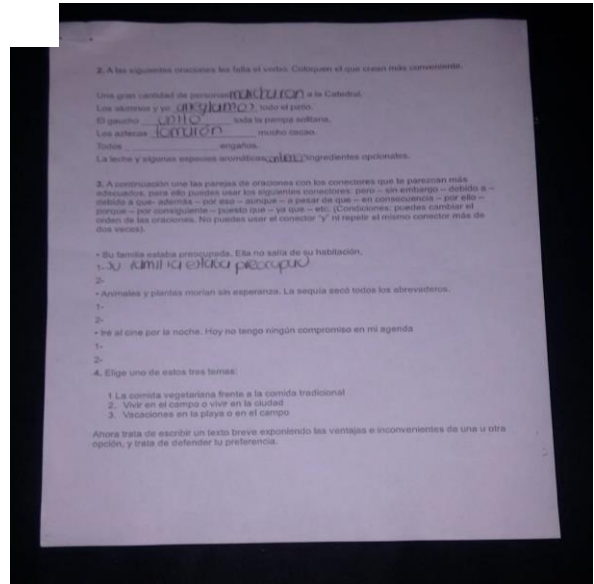 2. A las siguientes oraciones les falta el verbo. Coloquen el que crean más conveniente.
Una gran cantidad de personas marcharon a la Catedral.
Los alumnos y yo arreglamos todo el patio.
El gaucho toda la pampa solitaria.
Los aztecas tomarón mucho cacao.
Todos engaños.
La leche y algunas especies aromáticas ingredientes opcionales.
3. A continuación une las parejas de oraciones con los conectores que te parezcan más
adecuados, para ello puedes usar los siguientes conectores: pero – sin embargo – debido a –
debido a que- además – por eso – aunque – a pesar de que – en consecuencia – por ello –
porque – por consiguiente – puesto que – ya que – etc. (Condiciones: puedes cambiar el
orden de las oraciones. No puedes usar el conector "y" ni repetir el mismo conector más de
dos veces).
• Su familia estaba preocupada. Ella no salía de su habitación.
1- Su familia estaba preocupad
2-
• Animales y plantas morían sin esperanza. La sequía secó todos los abrevaderos.
1-
2-
• Iré al cine por la noche. Hoy no tengo ningún compromiso en mi agenda
1-
2-
4. Elige uno de estos tres temas:
1 La comida vegetariana frente a la comida tradicional
2. Vivir en el campo o vivir en la ciudad
3. Vacaciones en la playa o en el campo
Ahora trata de escribir un texto breve exponiendo las ventajas e inconvenientes de una u otra
opción, y trata de defender tu preferencia.